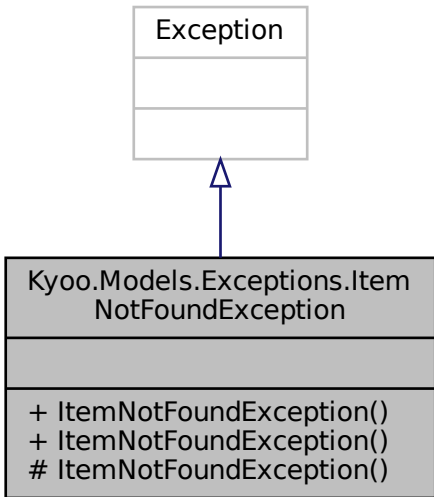 Exception
Kyoo.Models.Exceptions.Item
NotFoundException
+ ItemNotFoundException()
+ ItemNotFoundException()
# ItemNotFoundException()